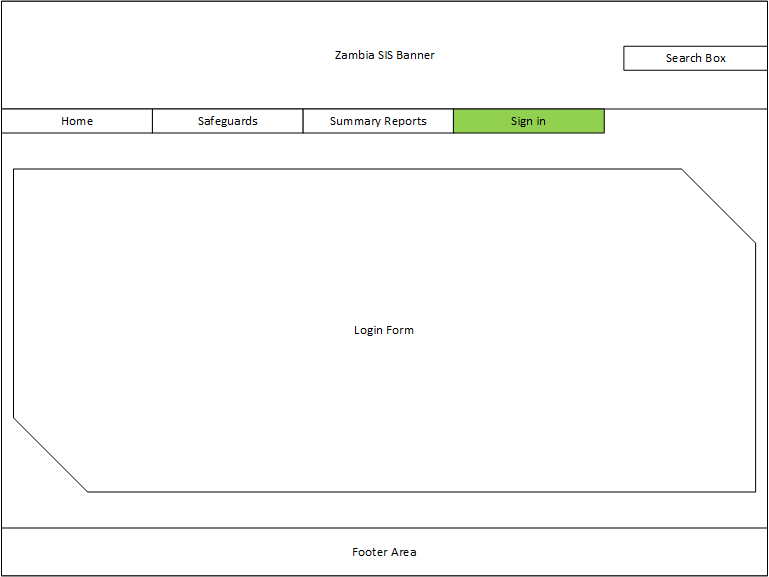 Zambia SIS Banner
Search Box
Home
Safeguards
Summary Reports
Sign in
Login Form
Footer Area